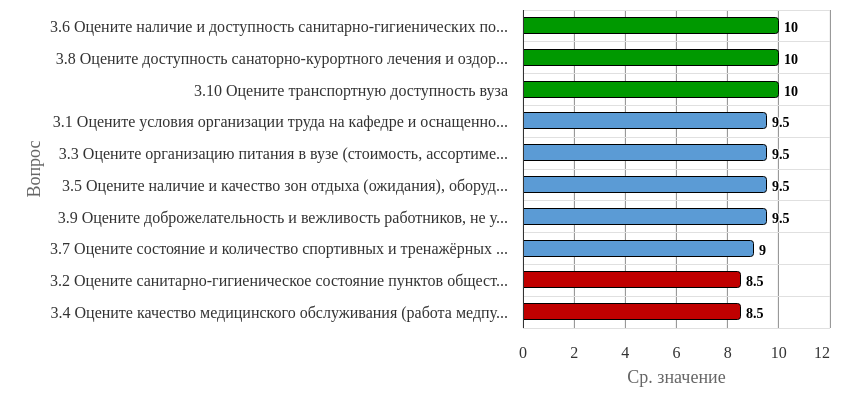 3.6 Оцените наличие и доступность санитарно-гигиенических по... 10
3.8 Оцените доступность санаторно-курортного лечения и оздор... 10
3.10 Оцените транспортную доступность вуза 10
3.1 Оцените условия организации труда на кафедре и оснащенно... 9.5
3.3 Оцените организацию питания в вузе (стоимость, ассортиме... 9.5
3.5 Оцените наличие и качество зон отдыха (ожидания), оборуд... 9.5
3.9 Оцените доброжелательность и вежливость работников, не у... 9.5
3.7 Оцените состояние и количество спортивных и тренажёрных ... 9
3.2 Оцените санитарно-гигиеническое состояние пунктов общест... 8.5
3.4 Оцените качество медицинского обслуживания (работа медпу... 8.5
Вопрос
0 2 4 6 8 10 12
Ср. значение